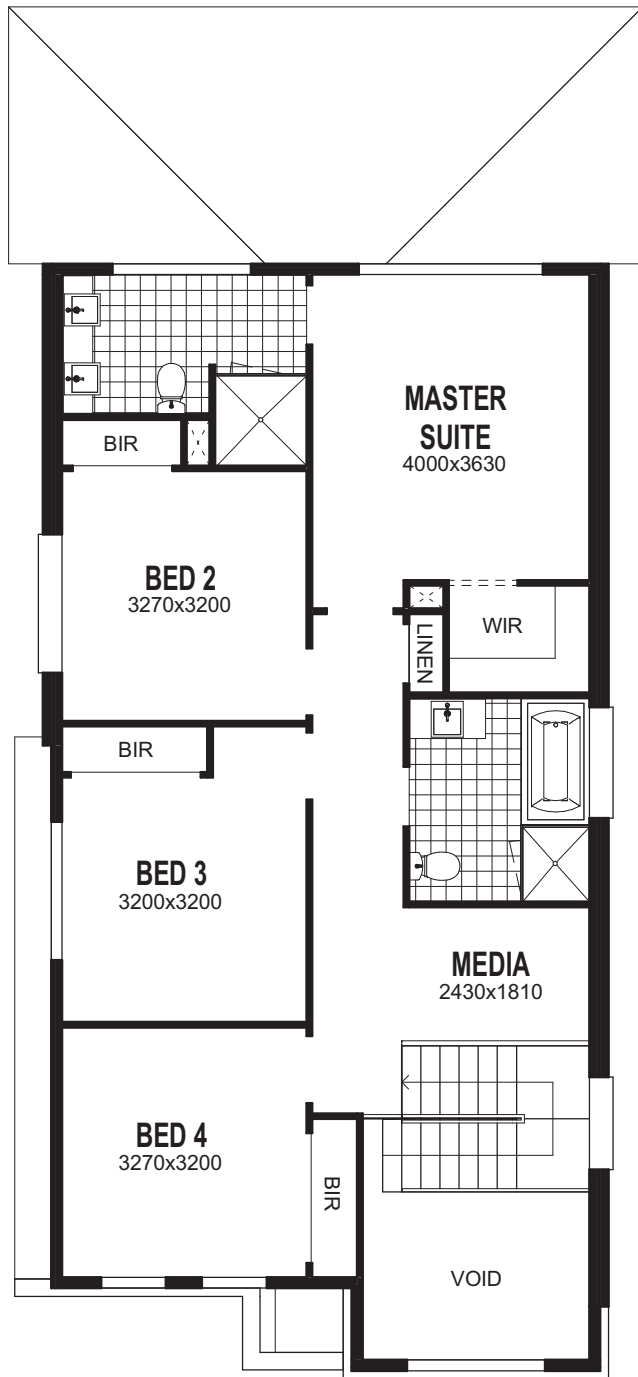 MASTER
SUITE
4000x3630
BIR
BED 2
3270x3200
WIR
LINEN
BIR
BED 3
3200x3200
MEDIA
2430x1810
BED 4
3270x3200
BIR
VOID